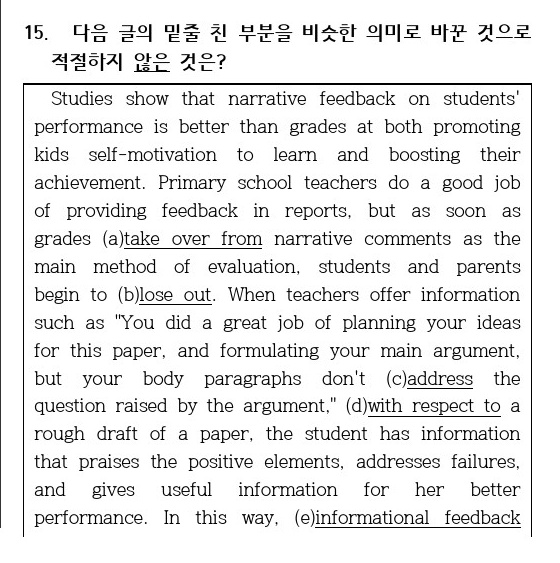 15. 다음 글의 밑줄 친 부분을 비슷한 의미로 바꾼 것으로
적절하지 않은 것은?
Studies show that narrative feedback on students'
performance is better than grades at both promoting
kids self-motivation to learn and boosting their
achievement. Primary school teachers do a good job
of providing feedback in reports, but as soon as
grades (a)take over from narrative comments as the
main method of evaluation, students and parents
begin to (b)lose out. When teachers offer information
such as "You did a great job of planning your ideas
for this paper, and formulating your main argument,
but your body paragraphs don't (c)address the
question raised by the argument," (d)with respect to a
rough draft of a paper, the student has information
that praises the positive elements, addresses failures,
and gives useful information for her better
performance. In this way, (e)informational feedback